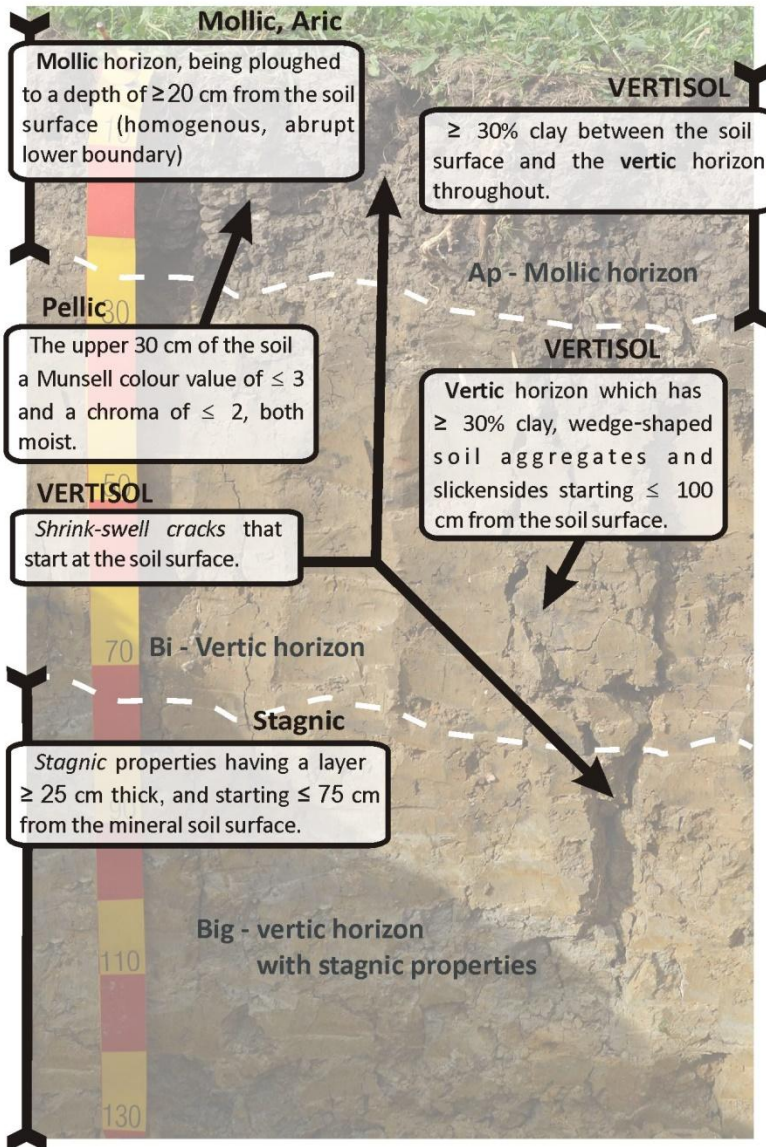 Mollic, Aric
Mollic horizon, being ploughed
to a depth of ≥20 cm from the soil
surface (homogenous, abrupt
lower boundary)
VERTISOL
≥ 30% clay between the soil
surface and the vertic horizon
throughout.
Ap - Mollic horizon
Pellic
30
The upper 30 cm of the soil
a Munsell colour value of ≤ 3
and a chroma of ≤ 2, both
moist.
VERTISOL
Vertic horizon which has
≥ 30% clay, wedge-shaped
soil aggregates and
slickensides starting ≤ 100
cm from the soil surface.
50
VERTISOL
Shrink-swell cracks that
start at the soil surface.
70
Bi - Vertic horizon
Stagnic
Stagnic properties having a layer
≥ 25 cm thick, and starting ≤ 75 cm
from the mineral soil surface.
Big - vertic horizon
with stagnic properties
110
130